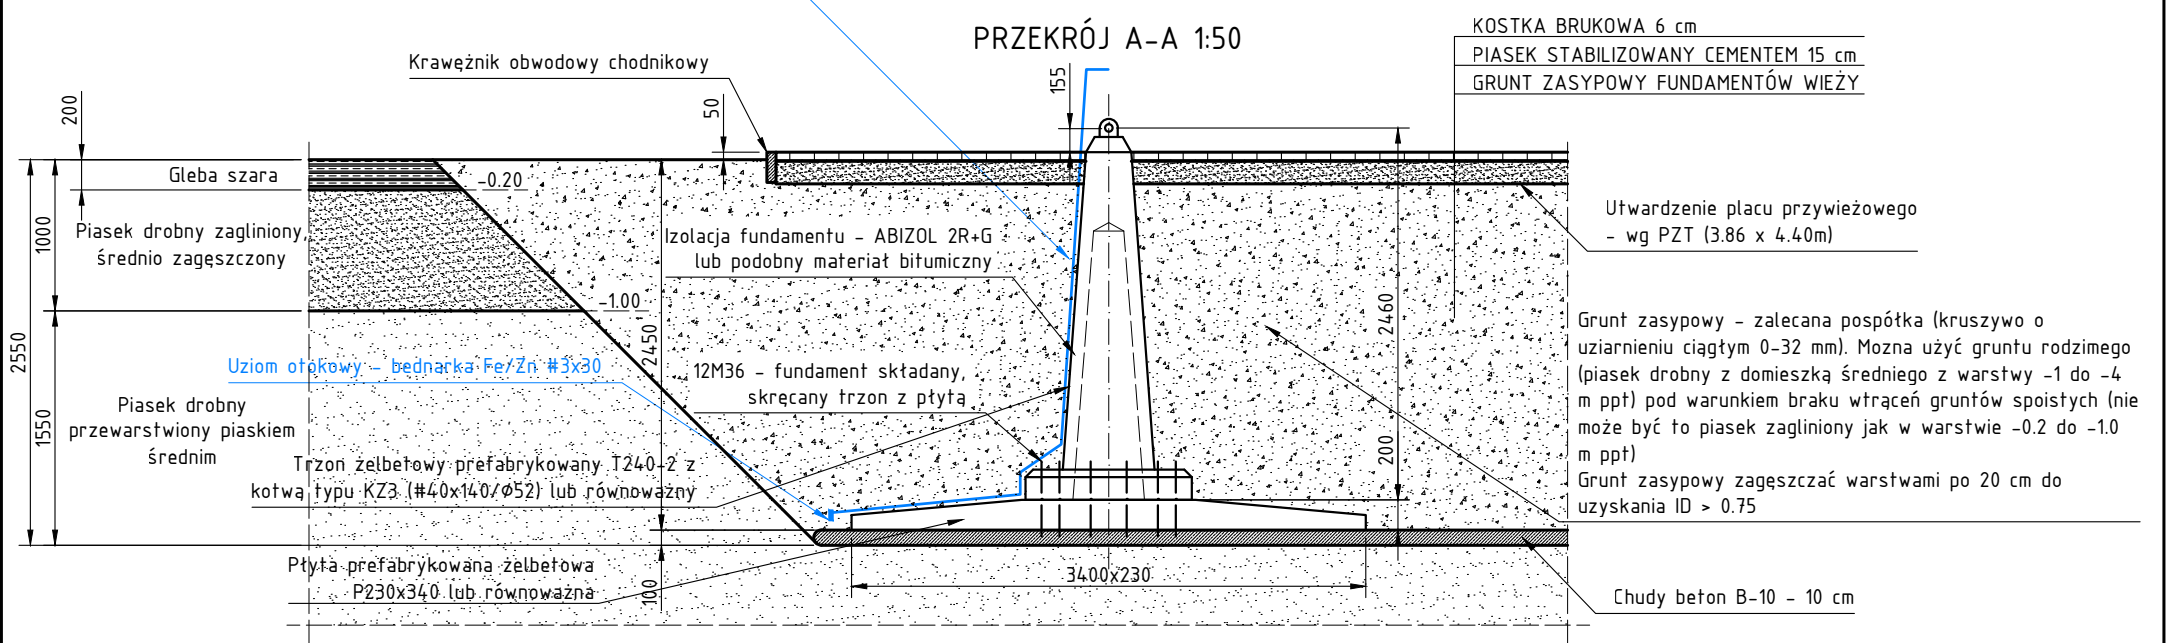 PRZEKRÓJ A-A 1:50
KOSTKA BRUKOWA 6 cm
PIASEK STABILIZOWANY CEMENTEM 15 cm
GRUNT ZASYPOWY FUNDAMENTÓW WIEŻY
Krawężnik obwodowy chodnikowy
155
50
200
Gleba szara
-0.20
Piasek drobny zagliniony,
średnio zagęszczony
1000
-1.00
2550
1550
2450
Izolacja fundamentu - ABIZOL 2R+G
lub podobny materiał bitumiczny
Utwardzenie placu przywieżowego
- wg PZT (3.86 x 4.40m)
2460
Uziom otokowy - bednarka Fe/Zn #3x30
12M36 - fundament składany,
skręcany trzon z płytą
Piasek drobny
przewarstwiony piaskiem
średnim
Grunt zasypowy - zalecana pospółka (kruszywo o
uziarnieniu ciągłym 0-32 mm). Mozna użyć gruntu rodzimego
(piasek drobny z domieszką średniego z warstwy -1 do -4
m ppt) pod warunkiem braku wtrąceń gruntów spoistych (nie
może być to piasek zagliniony jak w warstwie -0.2 do -1.0
m ppt)
Grunt zasypowy zagęszczać warstwami po 20 cm do
uzyskania ID > 0.75
Trzon żelbetowy prefabrykowany T240-2 z
kotwą typu KZ3 (#40x140/Ø52) lub równoważny
200
Płyta prefabrykowana żelbetowa
P230x340 lub równoważna
100
3400x230
Chudy beton B-10 - 10 cm